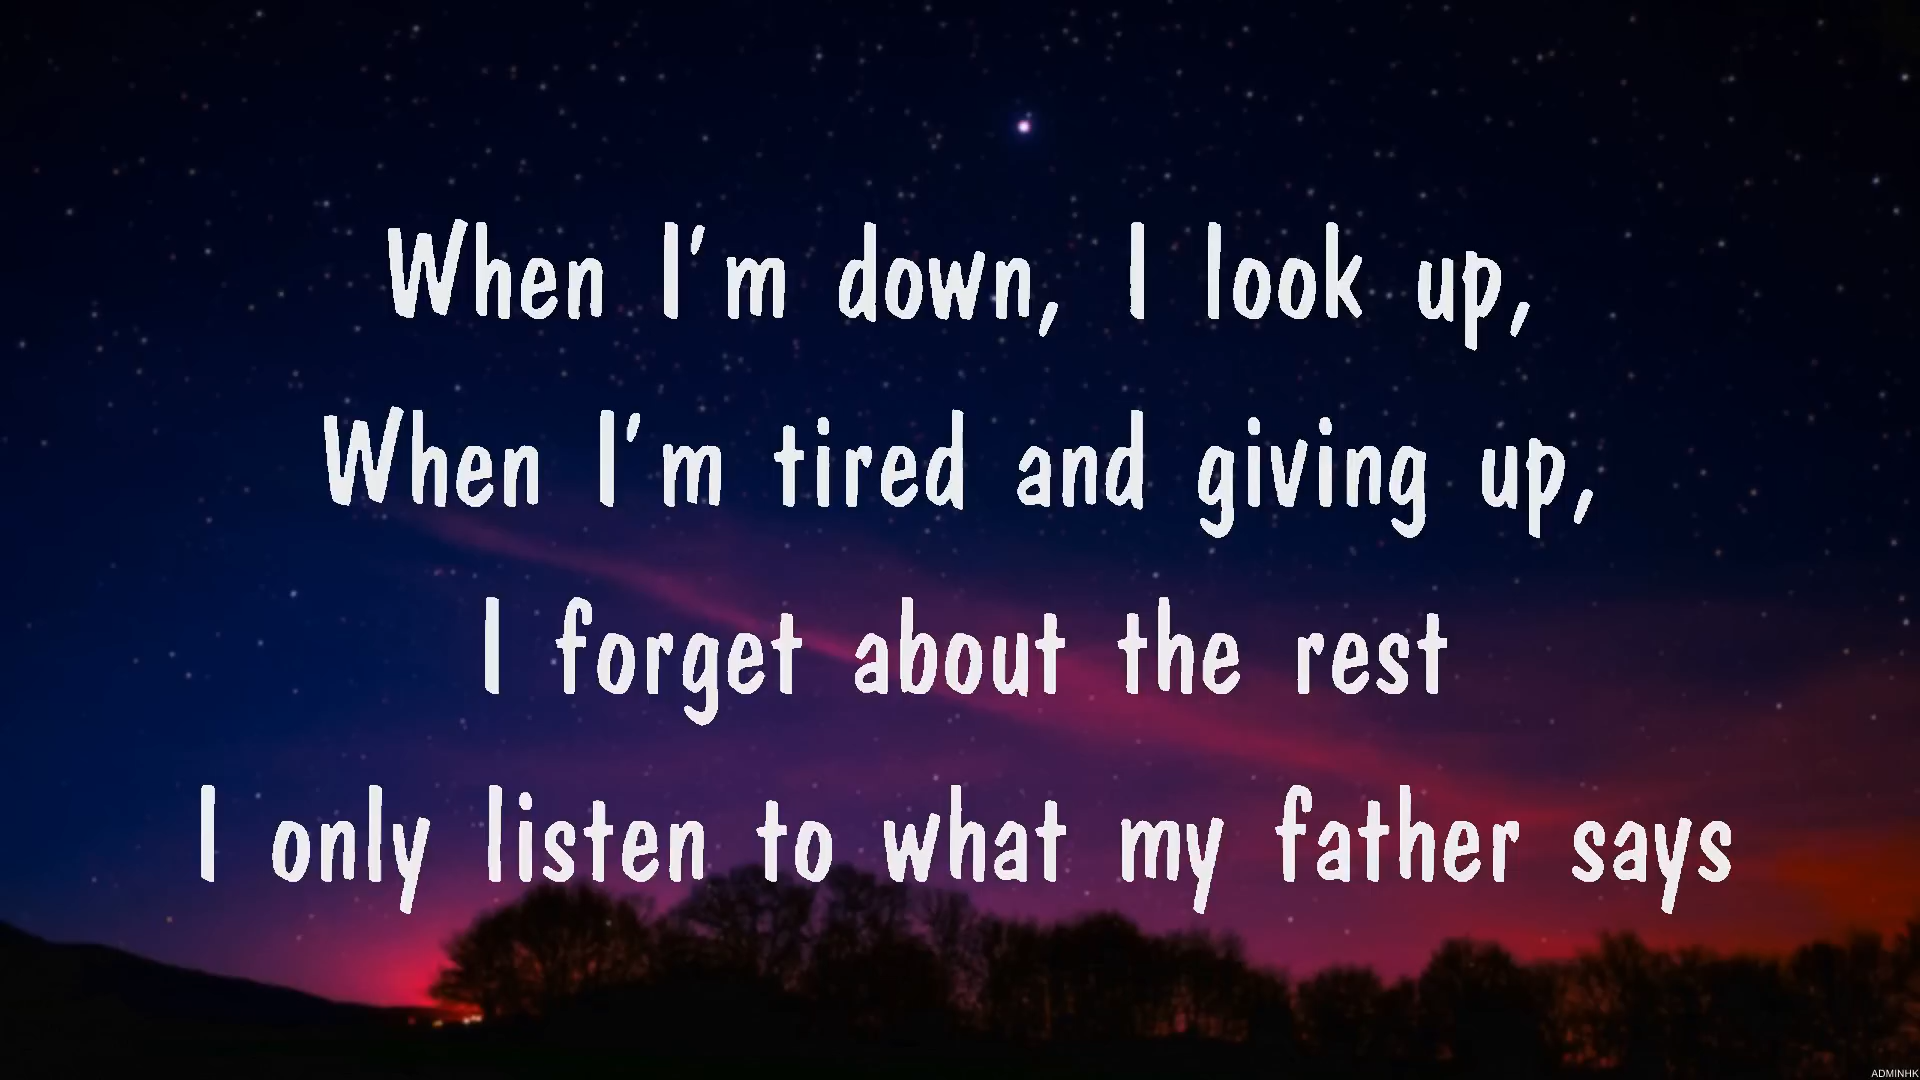 When I'm down, I look up,
When I'm tired and giving up,
I forget about the rest
I only listen to what my father says
ADMINHK